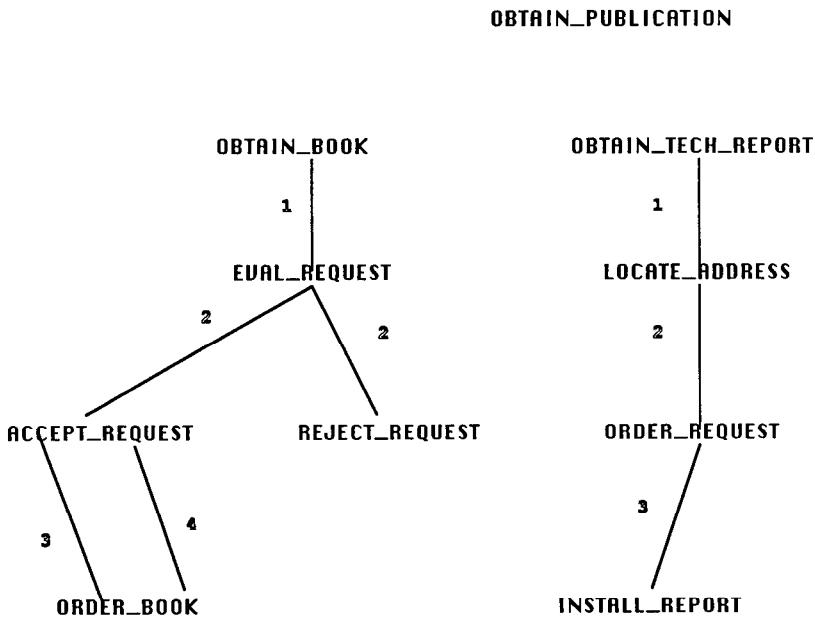 OBTAIN_PUBLICATION
OBTAIN_BOOK
OBTAIN_TECH_REPORT
1
1
EVAL_REQUEST
LOCATE_ADDRESS
2
2
2
ACCEPT_REQUEST
REJECT_REQUEST
ORDER_REQUEST
3
4
3
ORDER_BOOK
INSTALL_REPORT